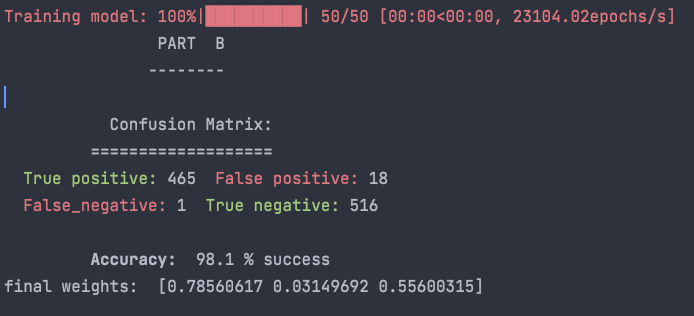 Training model: 100%|██████████| 50/50 [00:00<00:00, 23104.02epochs/s]
PART B
--------
Confusion Matrix:
===================
True positive: 465 False positive: 18
False_negative: 1 True negative: 516
Accuracy: 98.1 % success
final weights: [0.78560617 0.03149692 0.55600315]